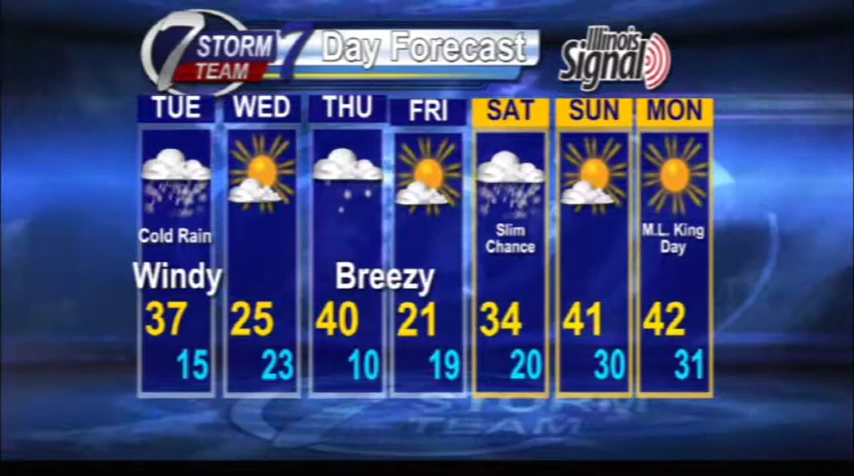 7 STORM TEAM
7 Day Forecast
Illinois Signal
TUE WED THU FRI SAT SUN MON
Cold Rain
Slim Chance
M.L. King Day
Windy
Breezy
37 25 40 21 34 41 42
15 23 10 19 20 30 31
7 STORM TEAM